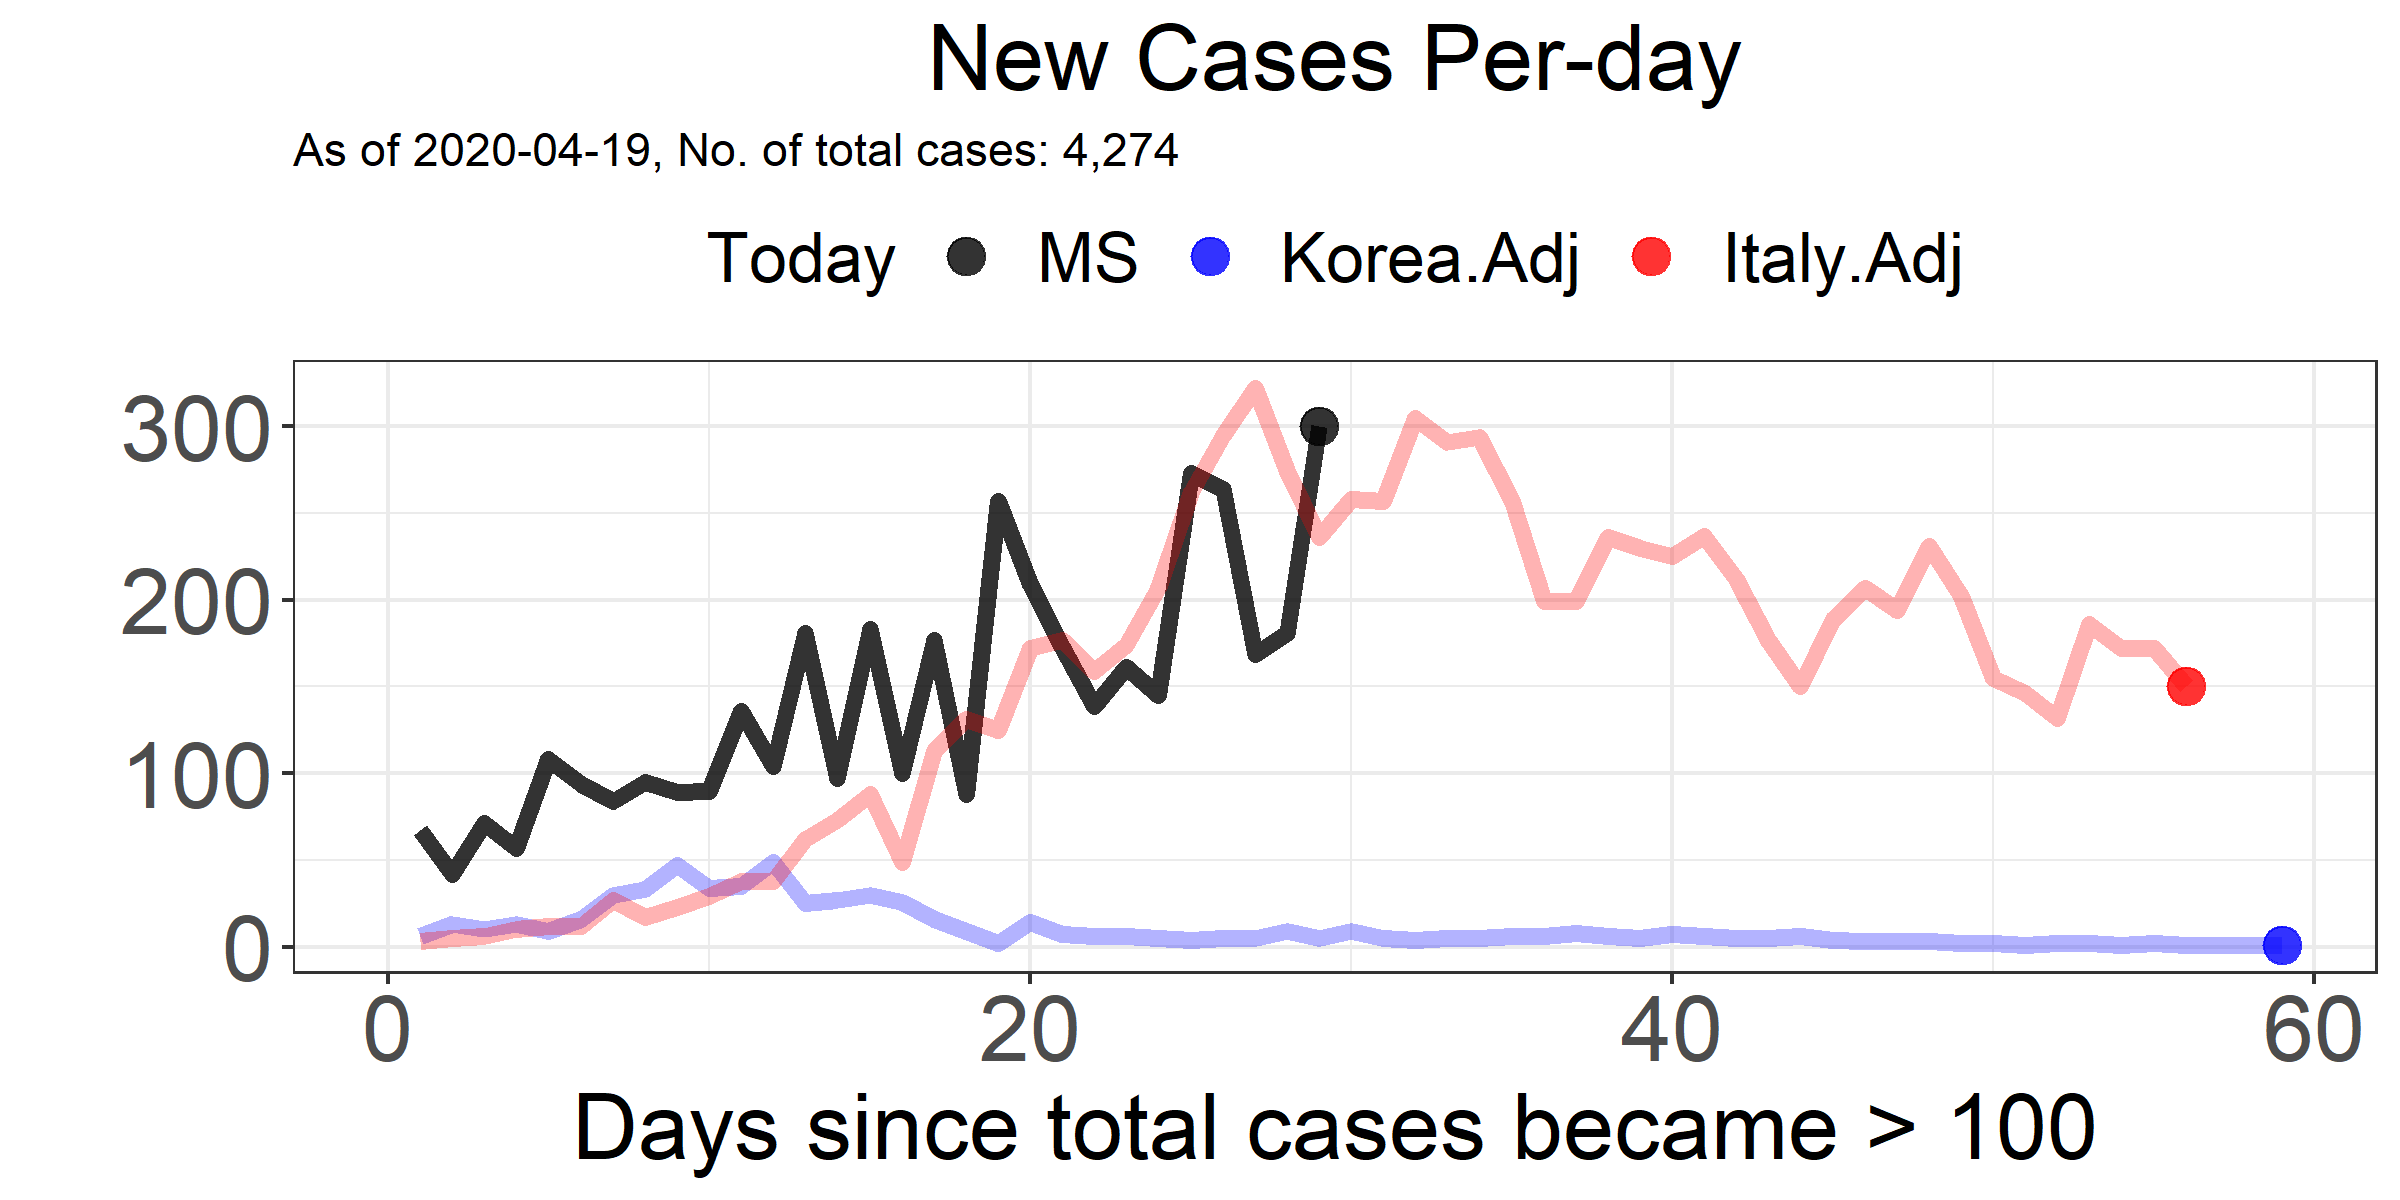 New Cases Per-day
As of 2020-04-19, No. of total cases: 4,274
Today MS Korea.Adj Italy.Adj
300
200
100
0
0 20 40 60
Days since total cases became > 100